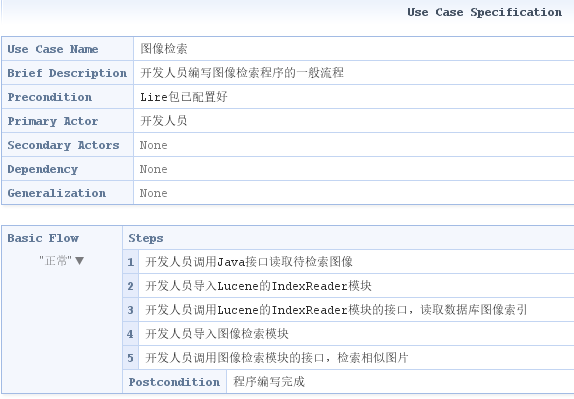 Use Case Specification
Use Case Name 图像检索
Brief Description 开发人员编写图像检索程序的一般流程
Precondition Lire包已配置好
Primary Actor 开发人员
Secondary Actors None
Dependency None
Generalization None
Basic Flow Steps
"正常" ▼
1 开发人员调用Java接口读取待检索图像
2 开发人员导入Lucene的IndexReader模块
3 开发人员调用Lucene的IndexReader模块的接口，读取数据库图像索引
4 开发人员导入图像检索模块
5 开发人员调用图像检索模块的接口，检索相似图片
Postcondition 程序编写完成